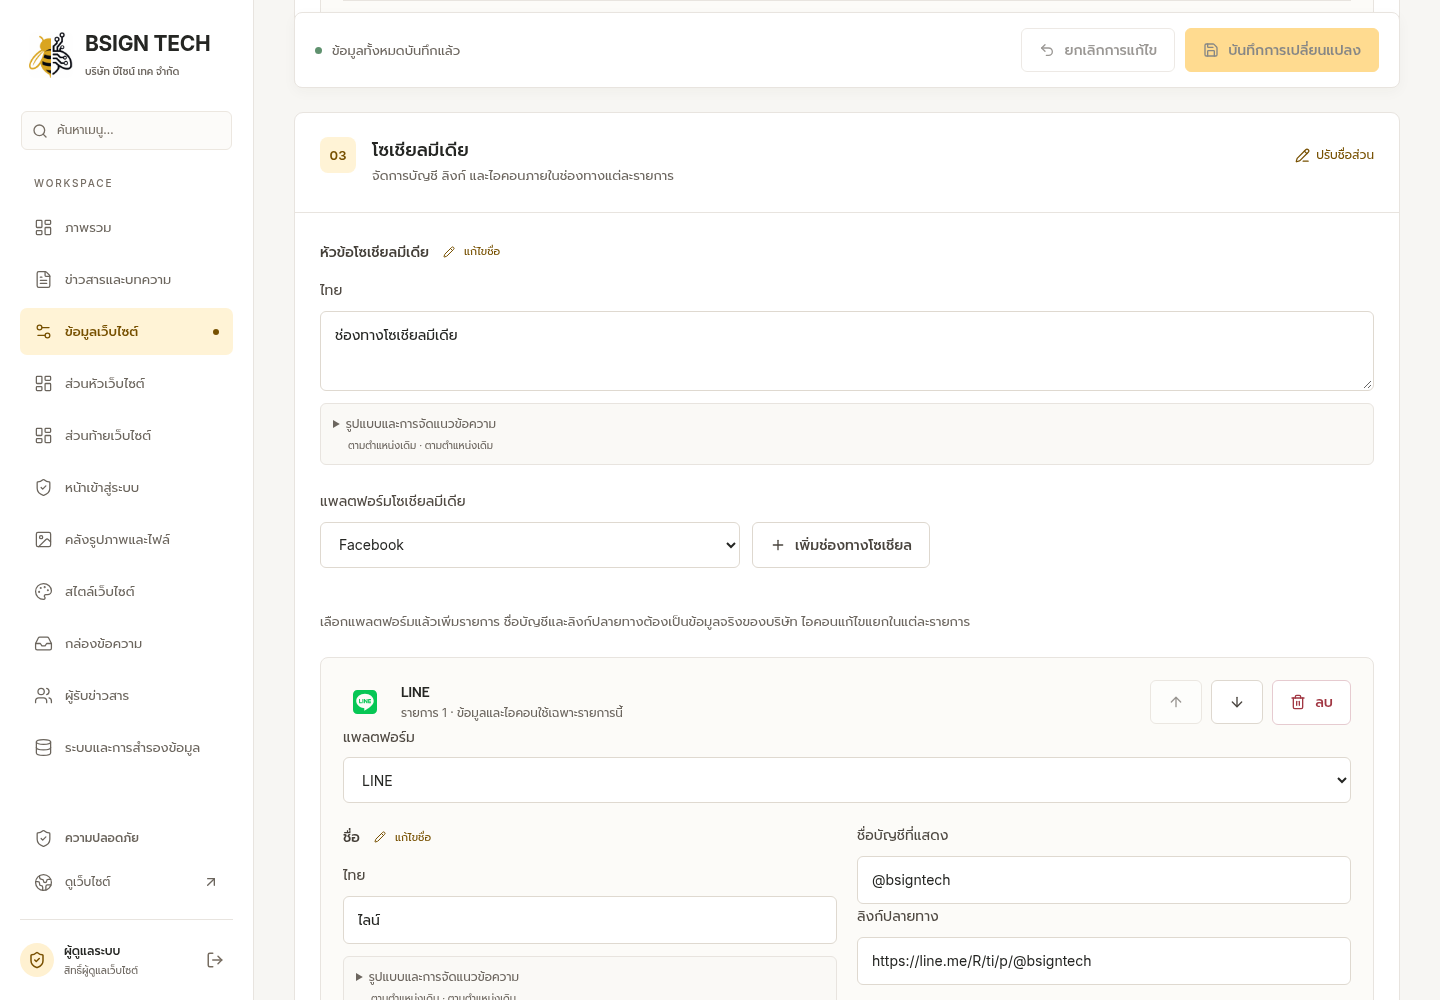 BSIGN TECH
บริษัท บีไซน์ เทค จำกัด
ค้นหาเมนู...
WORKSPACE
ภาพรวม
ข่าวสารและบทความ
ข้อมูลเว็บไซต์
ส่วนหัวเว็บไซต์
ส่วนท้ายเว็บไซต์
หน้าเข้าสู่ระบบ
คลังรูปภาพและไฟล์
สไตล์เว็บไซต์
กล่องข้อความ
ผู้รับข่าวสาร
ระบบและการสำรองข้อมูล
ความปลอดภัย
ดูเว็บไซต์
ผู้ดูแลระบบ
สิทธิ์ผู้ดูแลเว็บไซต์
ข้อมูลทั้งหมดบันทึกแล้ว
ยกเลิกการแก้ไข
บันทึกการเปลี่ยนแปลง
03
โซเชียลมีเดีย
จัดการบัญชี ลิงก์ และไอคอนภายในช่องทางแต่ละรายการ
ปรับชื่อส่วน
หัวข้อโซเชียลมีเดีย
แก้ไขชื่อ
ไทย
ช่องทางโซเชียลมีเดีย
รูปแบบและการจัดแนวข้อความ
ตามตำแหน่งเดิม · ตามตำแหน่งเดิม
แพลตฟอร์มโซเชียลมีเดีย
Facebook
เพิ่มช่องทางโซเชียล
เลือกแพลตฟอร์มแล้วเพิ่มรายการ ชื่อบัญชีและลิงก์ปลายทางต้องเป็นข้อมูลจริงของบริษัท ไอคอนแก้ไขแยกในแต่ละรายการ
LINE
LINE
รายการ 1 · ข้อมูลและไอคอนใช้เฉพาะรายการนี้
ลบ
แพลตฟอร์ม
LINE
ชื่อ
แก้ไขชื่อ
ไทย
ไลน์
รูปแบบและการจัดแนวข้อความ
ตามตำแหน่งเดิม · ตามตำแหน่งเดิม
ชื่อบัญชีที่แสดง
@bsigntech
ลิงก์ปลายทาง
https://line.me/R/ti/p/@bsigntech